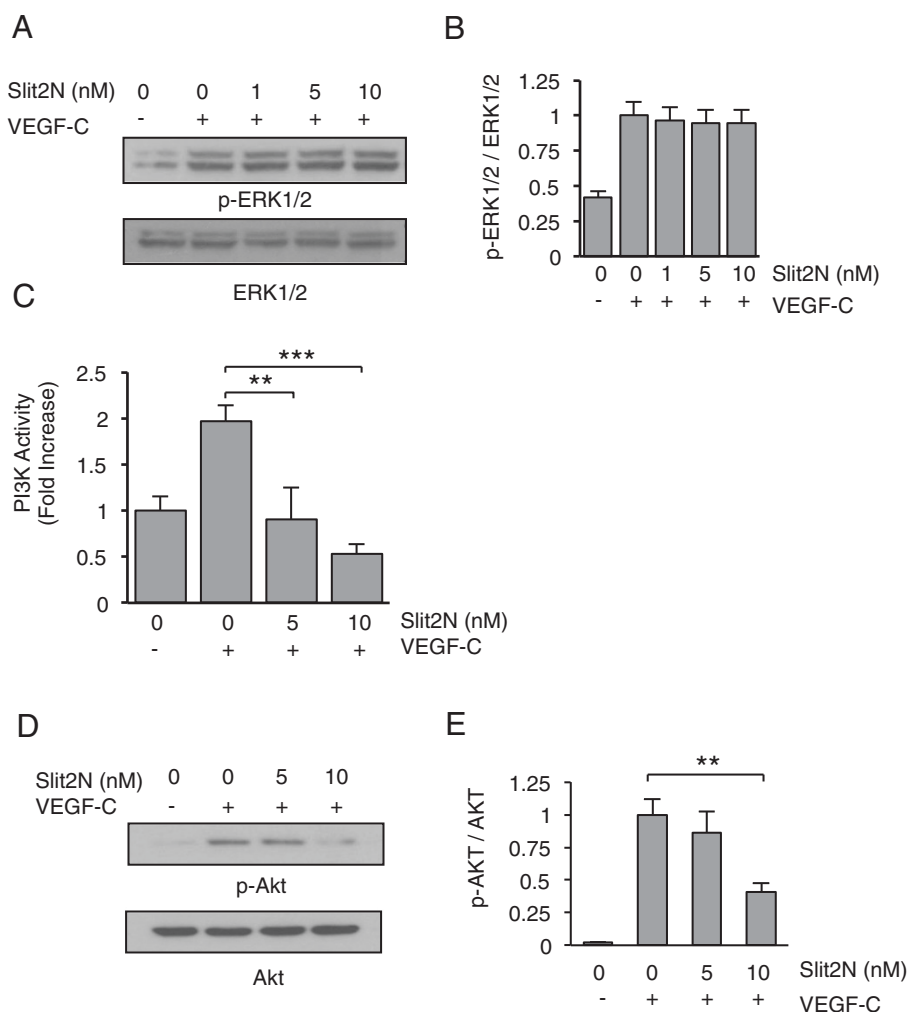 A
Slit2N (nM) 0 0 1 5 10
VEGF-C - + + + +
p-ERK1/2
ERK1/2
B
p-ERK1/2 / ERK1/2
1.25
1
0.75
0.5
0.25
0
0 0 1 5 10 Slit2N (nM)
- + + + + VEGF-C
C
PI3K Activity
(Fold Increase)
2.5
2
1.5
1
0.5
0
***
**
0 0 5 10 Slit2N (nM)
- + + + VEGF-C
D
Slit2N (nM) 0 0 5 10
VEGF-C - + + +
p-Akt
Akt
E
p-AKT / AKT
1.25
1
0.75
0.5
0.25
0
**
0 0 5 10 Slit2N (nM)
- + + + VEGF-C